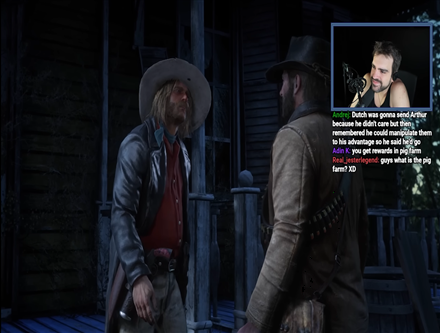 Andrej: Dutch was gonna send Arthur
because he didn't care but then
remembered he could manipulate them
to his advantage so he said he'd go
Adin K: you get rewards in pig farm
Real_jesterlegend: guys what is the pig
farm? XD